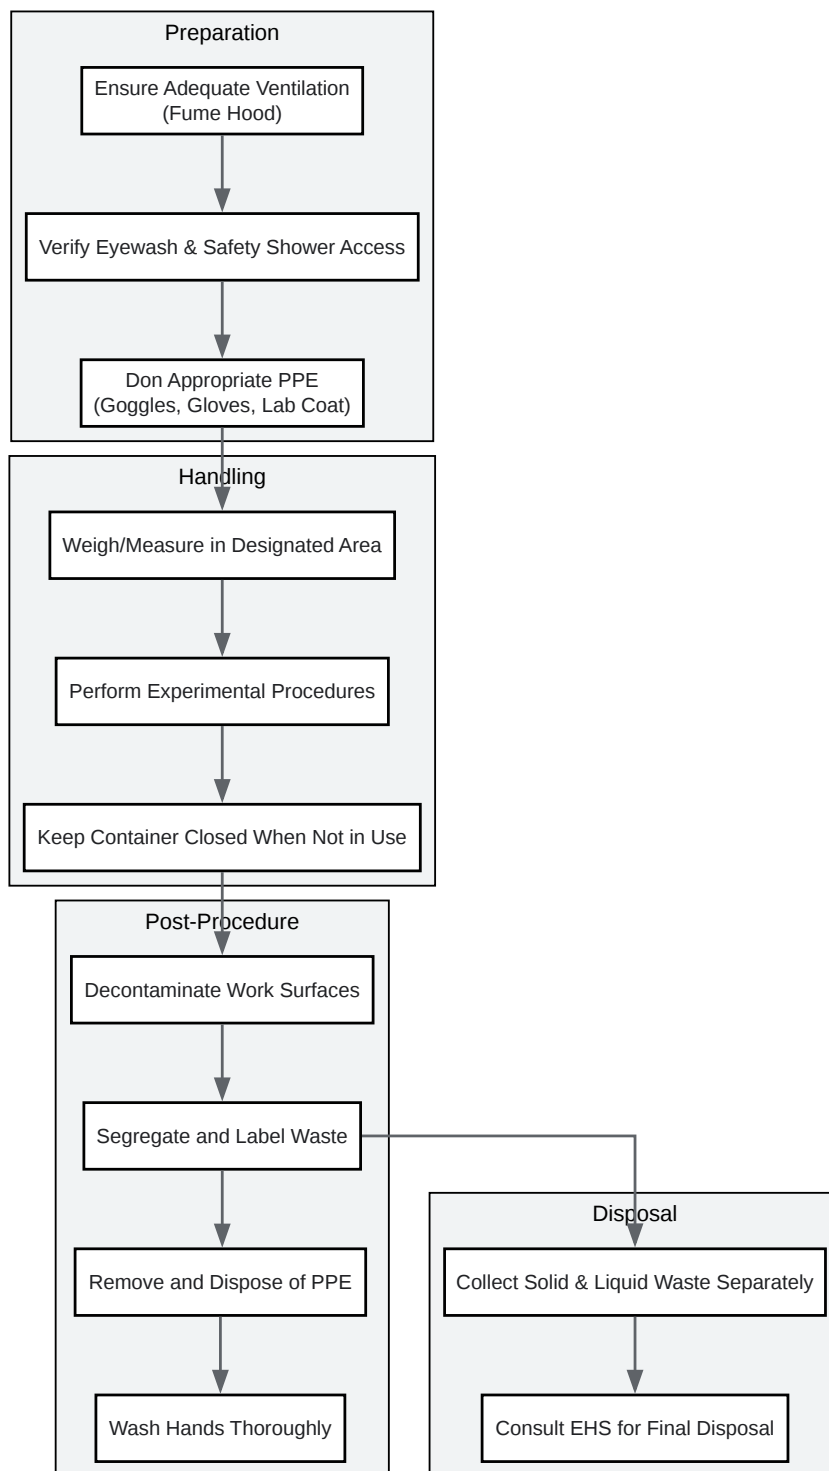 Preparation
Ensure Adequate Ventilation
(Fume Hood)
Verify Eyewash & Safety Shower Access
Don Appropriate PPE
(Goggles, Gloves, Lab Coat)
Handling
Weigh/Measure in Designated Area
Perform Experimental Procedures
Keep Container Closed When Not in Use
Post-Procedure
Decontaminate Work Surfaces
Segregate and Label Waste
Remove and Dispose of PPE
Wash Hands Thoroughly
Disposal
Collect Solid & Liquid Waste Separately
Consult EHS for Final Disposal